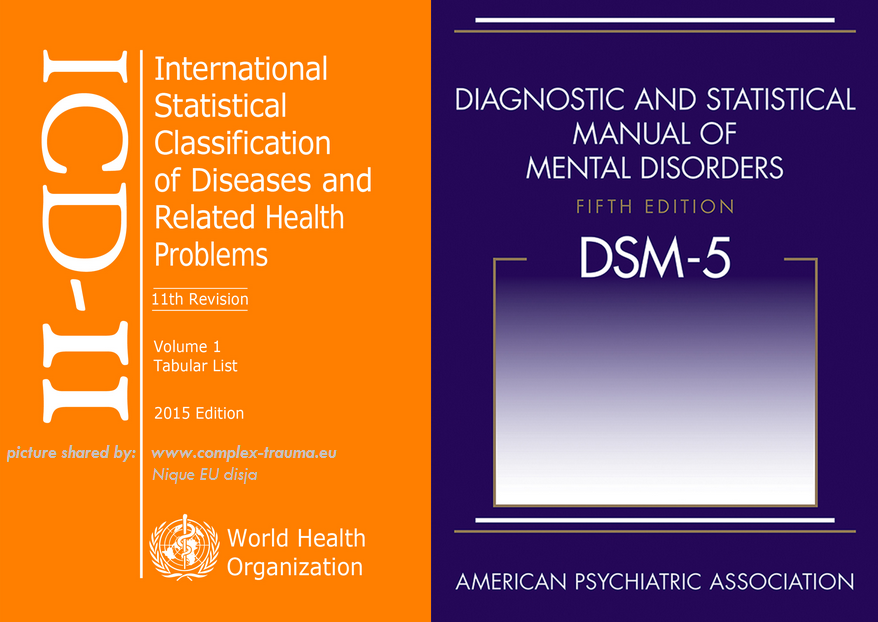 ICD-II
International
Statistical
Classification
of Diseases and
Related Health
Problems
11th Revision
Volume 1
Tabular List
2015 Edition
picture shared by: www.complex-trauma.eu
Nique EU disja
World Health
Organization
DIAGNOSTIC AND STATISTICAL
MANUAL OF
MENTAL DISORDERS
FIFTH EDITION
DSM-5
AMERICAN PSYCHIATRIC ASSOCIATION